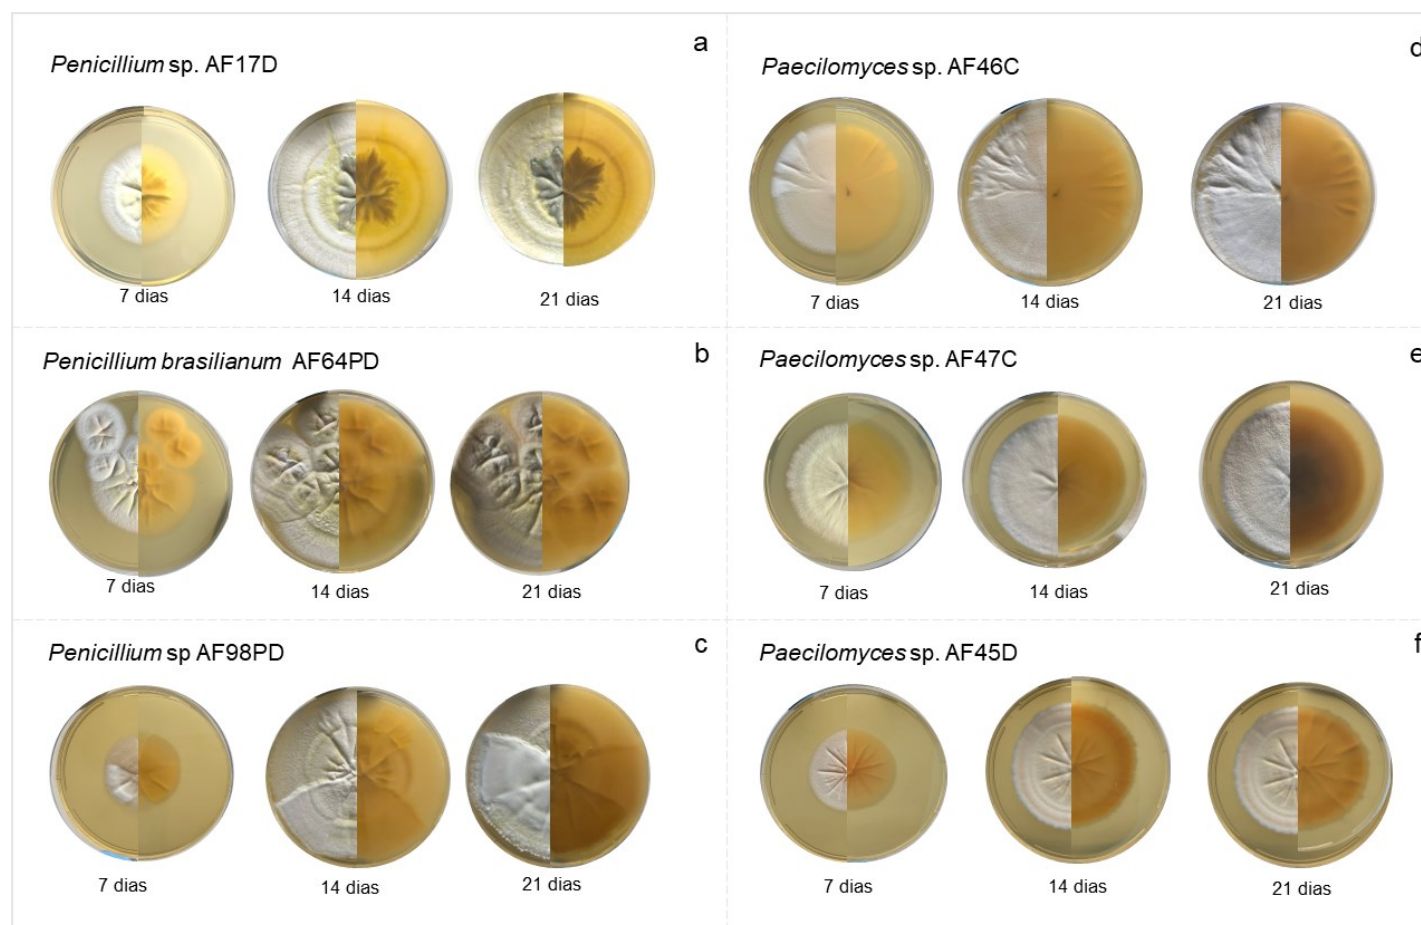 a
Penicillium sp. AF17D
7 dias
14 dias
21 dias
b
Penicillium brasilianum AF64PD
7 dias
14 dias
21 dias
c
Penicillium sp AF98PD
7 dias
14 dias
21 dias
d
Paecilomyces sp. AF46C
7 dias
14 dias
21 dias
e
Paecilomyces sp. AF47C
7 dias
14 dias
21 dias
f
Paecilomyces sp. AF45D
7 dias
14 dias
21 dias